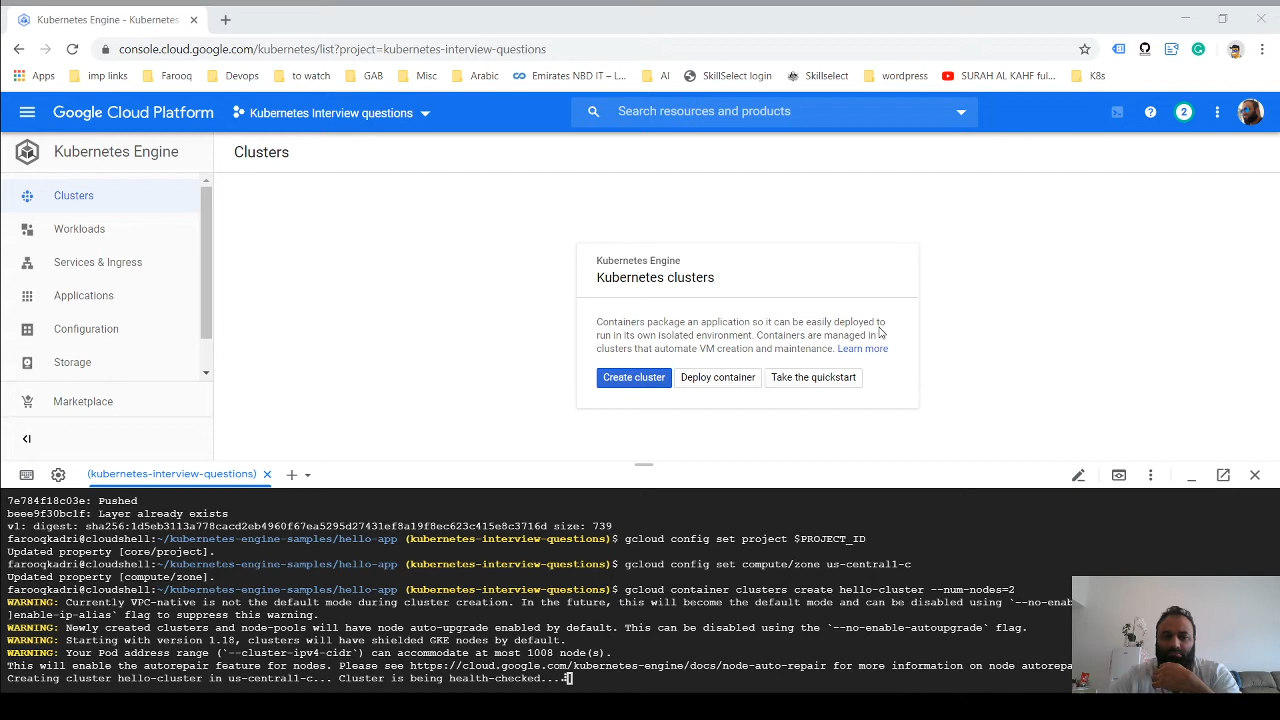 Kubernetes Engine - Kubernetes
console.cloud.google.com/kubernetes/list?project=kubernetes-interview-questions
Apps imp links Farooq Devops to watch GAB Misc Arabic Emirates NBD IT – L... AI SkillSelect login Skillselect wordpress SURAH AL KAHF ful... K8s
Google Cloud Platform Kubernetes Interview questions Search resources and products 2
Kubernetes Engine Clusters
Clusters
Workloads
Services & Ingress
Applications
Configuration
Storage
Marketplace
Kubernetes Engine
Kubernetes clusters
Containers package an application so it can be easily deployed to
run in its own isolated environment. Containers are managed in
clusters that automate VM creation and maintenance. Learn more
Create cluster Deploy container Take the quickstart
(kubernetes-interview-questions)
7e784f18c03e: Pushed
beee9f30bc1f: Layer already exists
v1: digest: sha256:1d5eb3113a778cacd2eb4960f67ea5295d27431ef8a19f8ec623c415e8c3716d size: 739
farooqkadri@cloudshell:~/kubernetes-engine-samples/hello-app (kubernetes-interview-questions)$ gcloud config set project $PROJECT_ID
Updated property [core/project].
farooqkadri@cloudshell:~/kubernetes-engine-samples/hello-app (kubernetes-interview-questions)$ gcloud config set compute/zone us-central1-c
Updated property [compute/zone].
farooqkadri@cloudshell:~/kubernetes-engine-samples/hello-app (kubernetes-interview-questions)$ gcloud container clusters create hello-cluster --num-nodes=2
WARNING: Currently VPC-native is not the default mode during cluster creation. In the future, this will become the default mode and can be disabled using `--no-enab
]enable-ip-alias` flag to suppress this warning.
WARNING: Newly created clusters and node-pools will have node auto-upgrade enabled by default. This can be disabled using the `--no-enable-autoupgrade` flag.
WARNING: Starting with version 1.18, clusters will have shielded GKE nodes by default.
WARNING: Your Pod address range (`--cluster-ipv4-cidr`) can accommodate at most 1008 node(s).
This will enable the autorepair feature for nodes. Please see https://cloud.google.com/kubernetes-engine/docs/node-auto-repair for more information on node autorepa
Creating cluster hello-cluster in us-central1-c... Cluster is being health-checked...